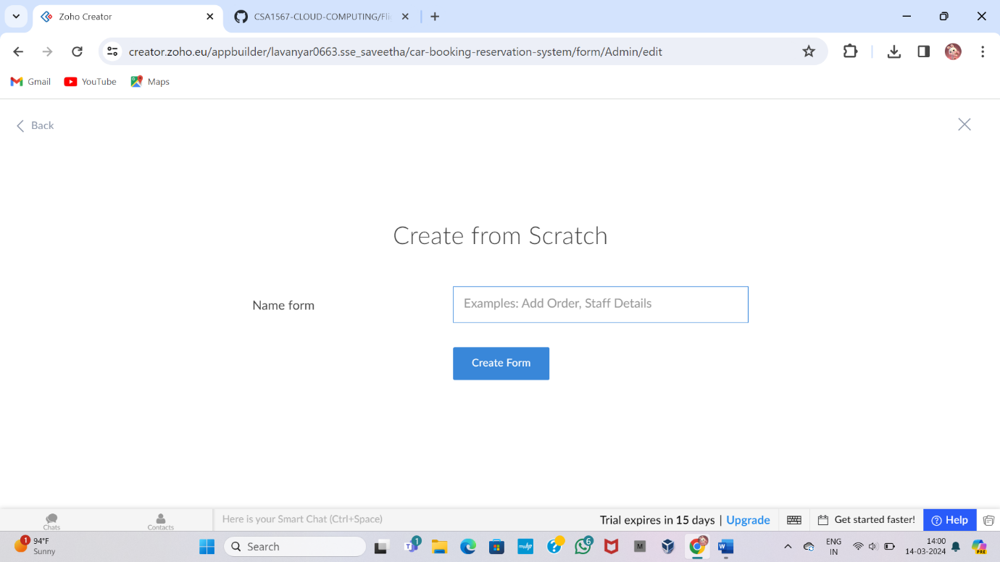 Zoho Creator
CSA1567-CLOUD-COMPUTING/Fli
creator.zoho.eu/appbuilder/lavanyar0663.sse_saveetha/car-booking-reservation-system/form/Admin/edit
Gmail
YouTube
Maps
Back
Create from Scratch
Name form
Examples: Add Order, Staff Details
Create Form
Chats
Contacts
Here is your Smart Chat (Ctrl+Space)
Trial expires in 15 days | Upgrade
Get started faster!
Help
1
94°F
Sunny
Search
1
mulep
6
M
ENG
IN
14:00
14-03-2024
PRE